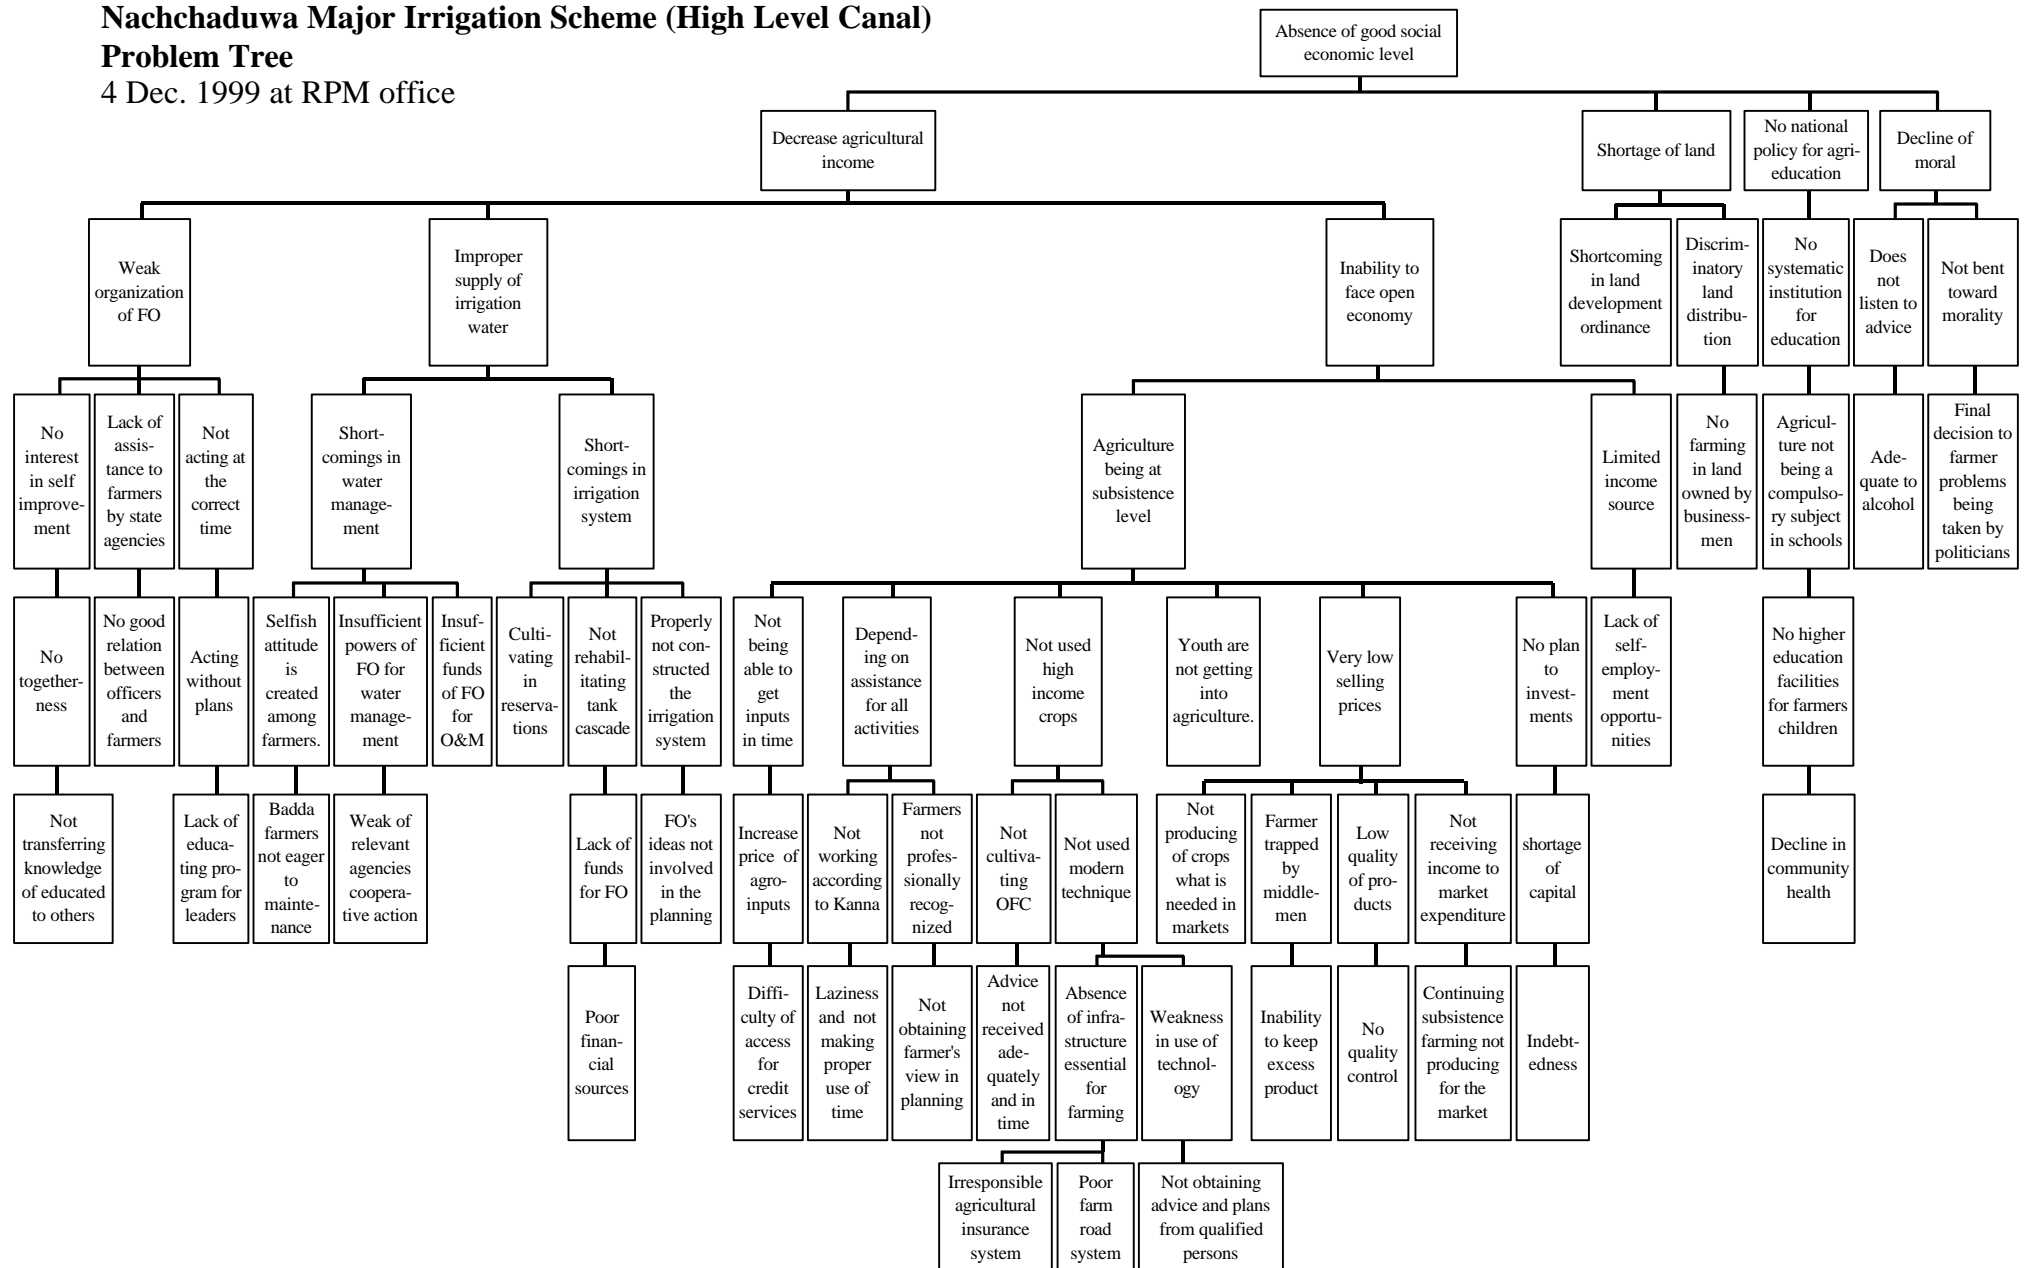 Nachchaduwa Major Irrigation Scheme (High Level Canal)
Problem Tree
4 Dec. 1999 at RPM office
Absence of good social
economic level
Decrease agricultural
income
Shortage of land
No national
policy for agri-
education
Decline of
moral
Weak
organization
of FO
Improper
supply of
irrigation
water
Inability to
face open
economy
Shortcoming
in land
development
ordinance
Discrim-
inatory
land
distribu-
tion
No
systematic
institution
for
education
Does
not
listen to
advice
Not bent
toward
morality
No
interest
in self
improve-
ment
Lack of
assis-
tance to
farmers
by state
agencies
Not
acting at
the
correct
time
Short-
comings in
water
manage-
ment
Short-
comings in
irrigation
system
Agriculture
being at
subsistence
level
Limited
income
source
No
farming
in land
owned by
business-
men
Agricul-
ture not
being a
compulso-
ry subject
in schools
Ade-
quate to
alcohol
Final
decision to
farmer
problems
being
taken by
politicians
No
together-
ness
No good
relation
between
officers
and
farmers
Acting
without
plans
Selfish
attitude
is
created
among
farmers.
Insufficient
powers of
FO for
water
manage-
ment
Insuf-
ficient
funds
of FO
for
O&M
Culti-
vating
in
reserva-
tions
Not
rehabil-
itating
tank
cascade
Properly
not con-
structed
the
irrigation
system
Not
being
able to
get
inputs
in time
Depend-
ing on
assistance
for all
activities
Not used
high
income
crops
Youth are
not getting
into
agriculture.
Very low
selling
prices
No plan
to
invest-
ments
Lack of
self-
employ-
ment
opportu-
nities
No higher
education
facilities
for farmers
children
Not
transferring
knowledge
of educated
to others
Lack of
educa-
ting pro-
gram for
leaders
Badda
farmers
not eager
to
mainte-
nance
Weak of
relevant
agencies
coopera-
tive action
Lack of
funds
for FO
FO's
ideas not
involved
in the
planning
Increase
price of
agro-
inputs
Not
working
according
to Kanna
Farmers
not
profes-
sionally
recog-
nized
Not
cultiva-
ting
OFC
Not used
modern
technique
Not
producing
of crops
what is
needed in
markets
Farmer
trapped
by
middle-
men
Low
quality
of pro-
ducts
Not
receiving
income to
market
expenditure
shortage
of
capital
Decline in
community
health
Poor
finan-
cial
sources
Diffi-
culty of
access
for
credit
services
Laziness
and not
making
proper
use of
time
Not
obtaining
farmer's
view in
planning
Advice
not
received
ade-
quately
and in
time
Absence
of infra-
structure
essential
for
farming
Weakness
in use of
technol-
ogy
Inability
to keep
excess
product
No
quality
control
Continuing
subsistence
farming not
producing
for the
market
Indebt-
edness
Irresponsible
agricultural
insurance
system
Poor
farm
road
system
Not obtaining
advice and plans
from qualified
persons